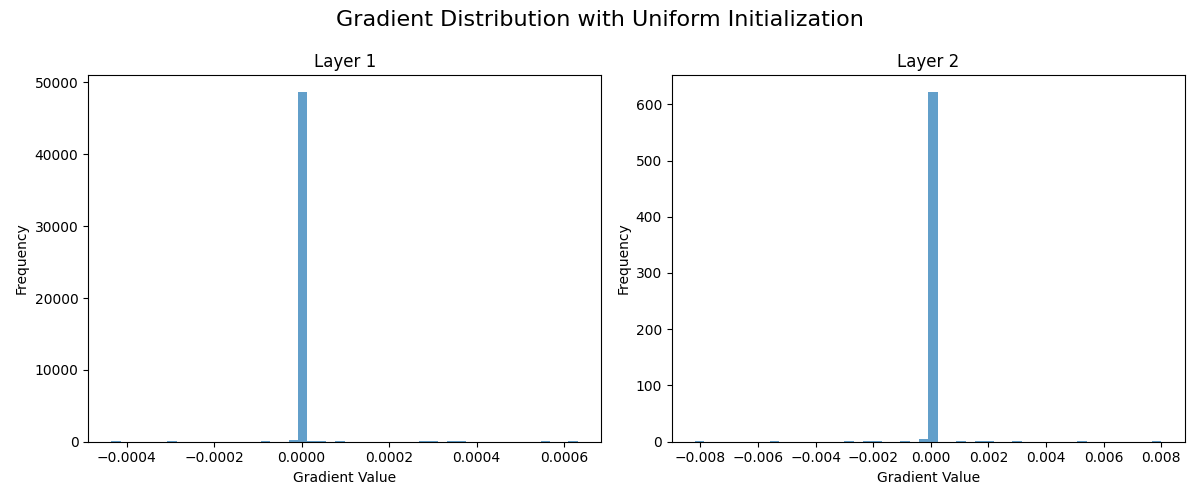 Gradient Distribution with Uniform Initialization
Layer 1
Frequency
50000
40000
30000
20000
10000
0
−0.0004 −0.0002 0.0000 0.0002 0.0004 0.0006
Gradient Value
Layer 2
Frequency
600
500
400
300
200
100
0
−0.008 −0.006 −0.004 −0.002 0.000 0.002 0.004 0.006 0.008
Gradient Value